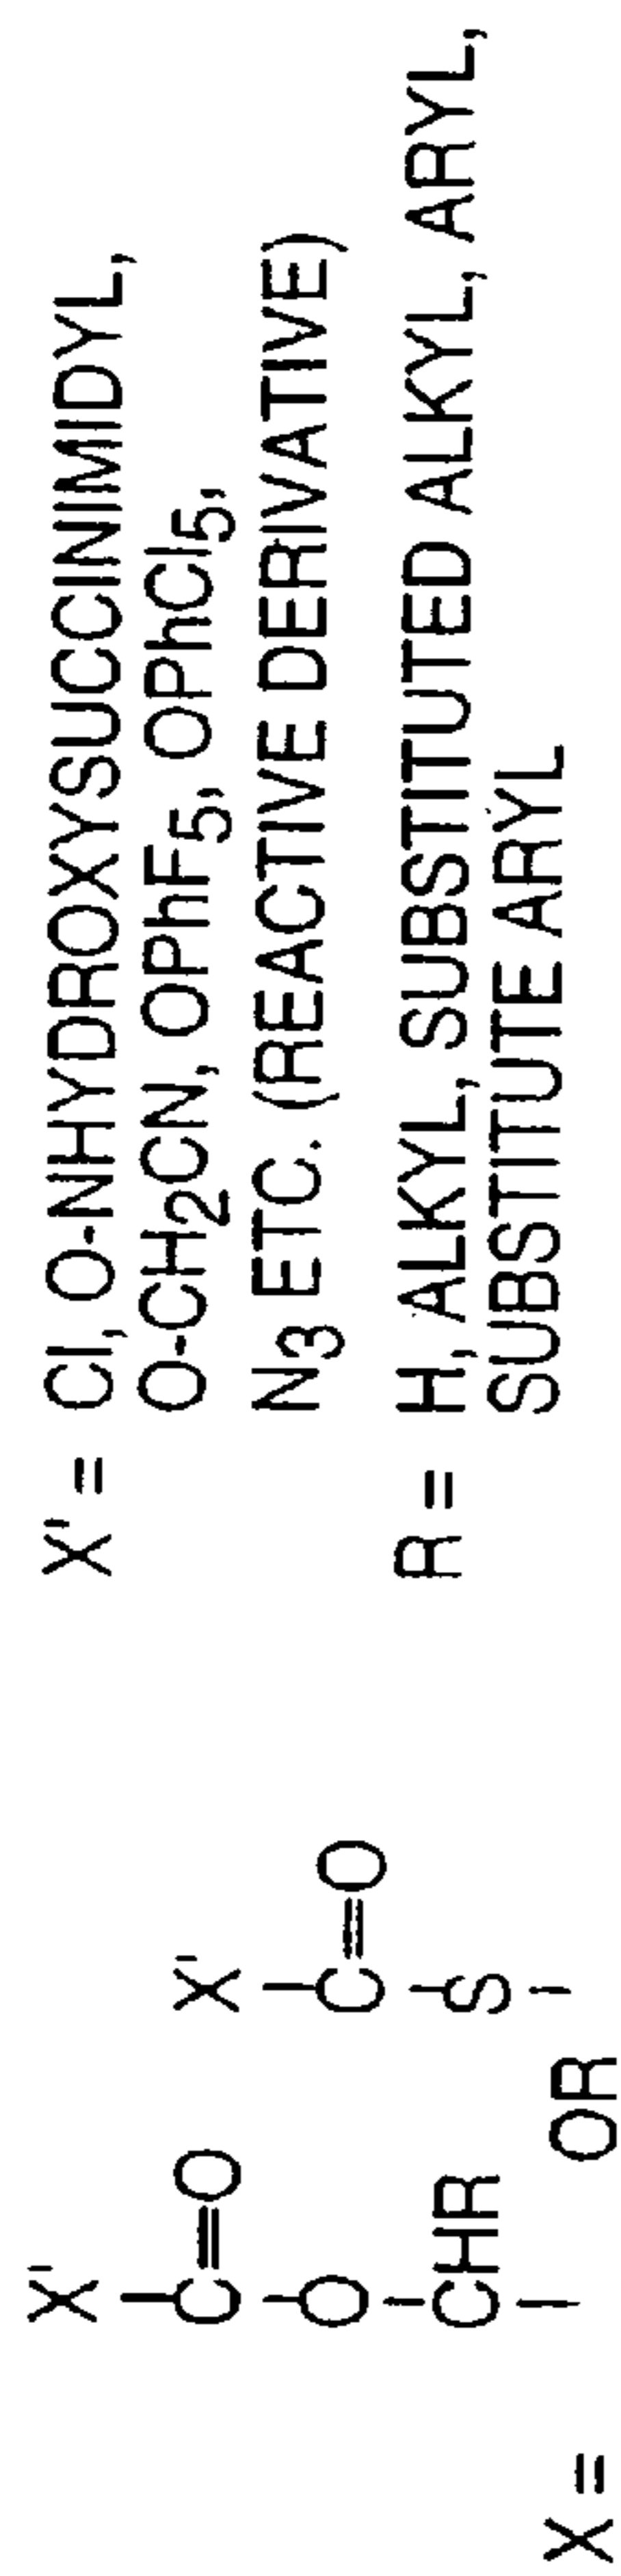 X' = Cl, O-NHYDROXYSUCCINIMIDYL,
O-CH2CN, OPhF5, OPhCl5,
N3 ETC. (REACTIVE DERIVATIVE)
R = H, ALKYL, SUBSTITUTED ALKYL, ARYL,
SUBSTITUTE ARYL
X' X'
C=O C=O
O S
CHR
X = OR